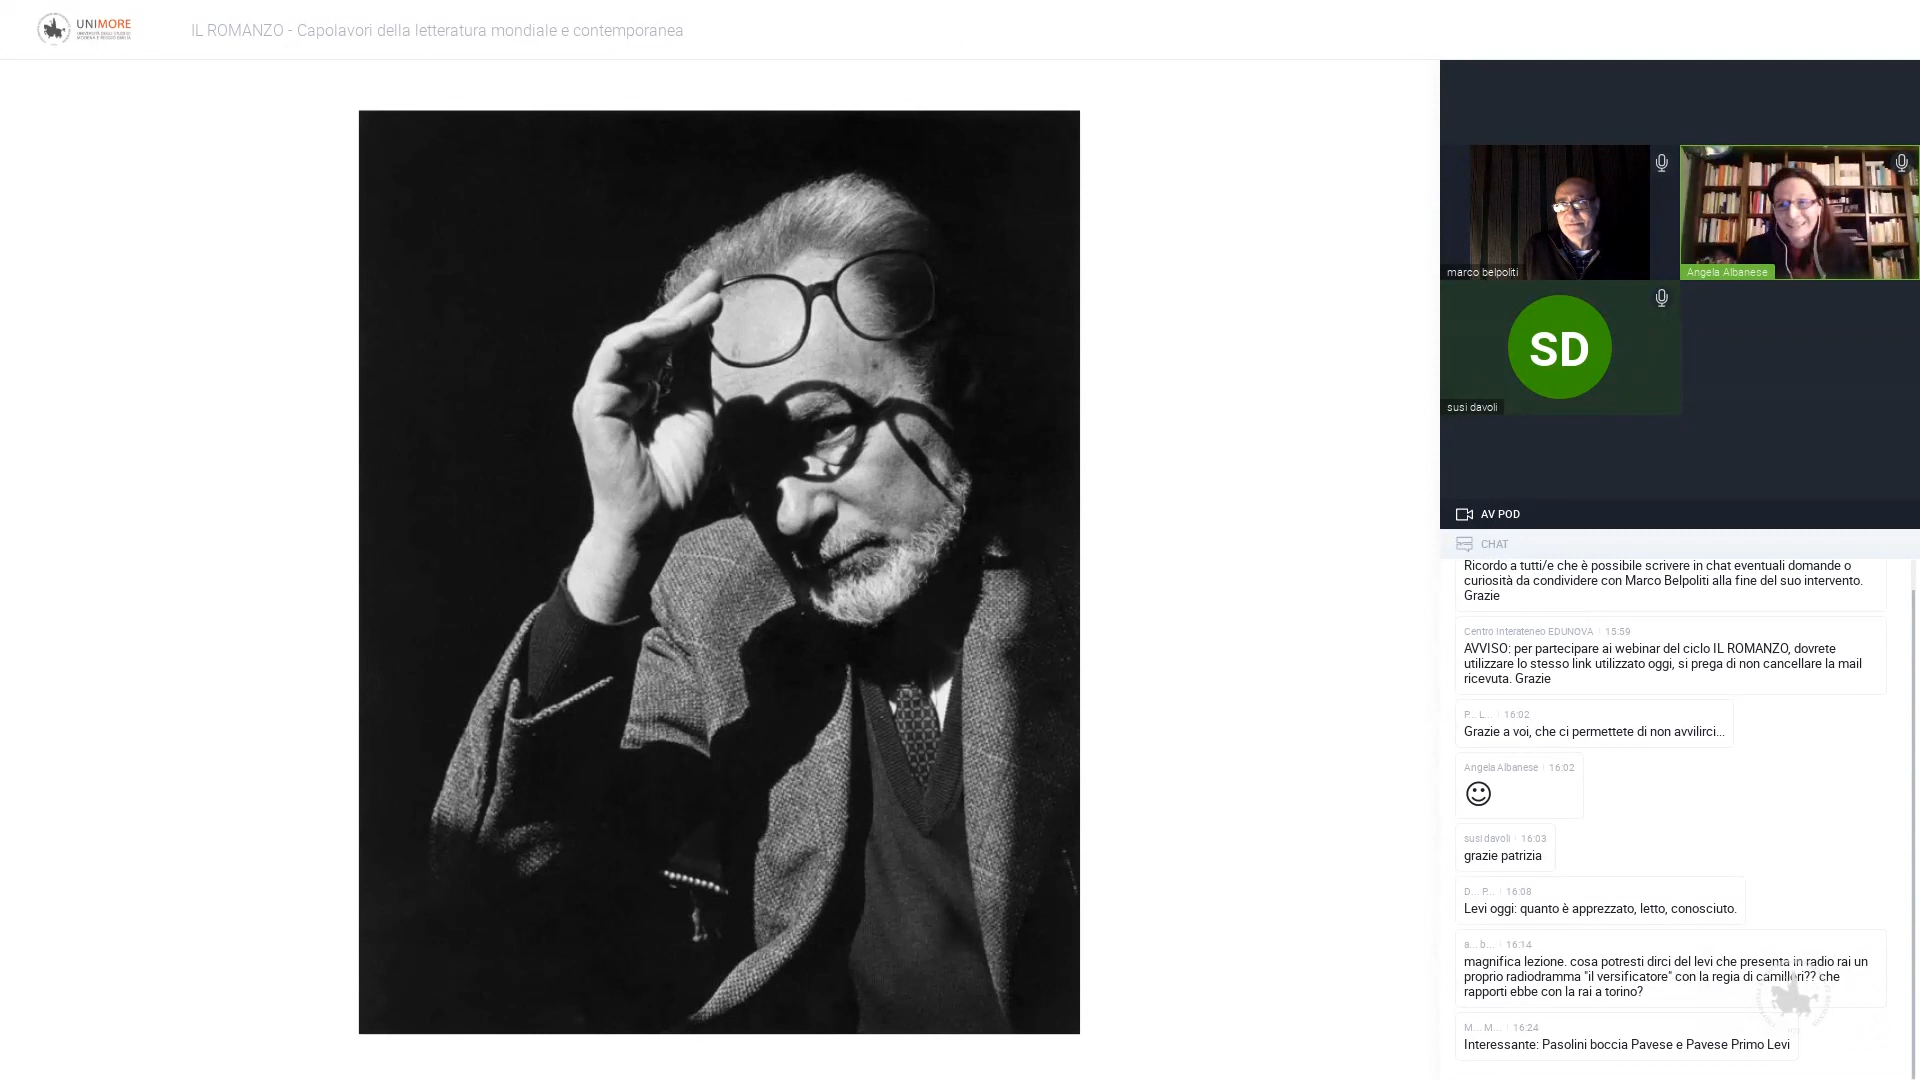 UNIMORE
UNIVERSITÀ DEGLI STUDI DI
MODENA E REGGIO EMILIA
IL ROMANZO - Capolavori della letteratura mondiale e contemporanea
marco belpoliti
Angela Albanese
SD
susi davoli
AV POD
CHAT
Ricordo a tutti/e che è possibile scrivere in chat eventuali domande o
curiosità da condividere con Marco Belpoliti alla fine del suo intervento.
Grazie
Centro Interateneo EDUNOVA 15:59
AVVISO: per partecipare ai webinar del ciclo IL ROMANZO, dovrete
utilizzare lo stesso link utilizzato oggi, si prega di non cancellare la mail
ricevuta. Grazie
P... L... 16:02
Grazie a voi, che ci permettete di non avvilirci...
Angela Albanese 16:02
susi davoli 16:03
grazie patrizia
D... P... 16:08
Levi oggi: quanto è apprezzato, letto, conosciuto.
a... b... 16:14
magnifica lezione. cosa potresti dirci del levi che presenta in radio rai un
proprio radiodramma "il versificatore" con la regia di camilleri?? che
rapporti ebbe con la rai a torino?
M... M... 16:24
Interessante: Pasolini boccia Pavese e Pavese Primo Levi